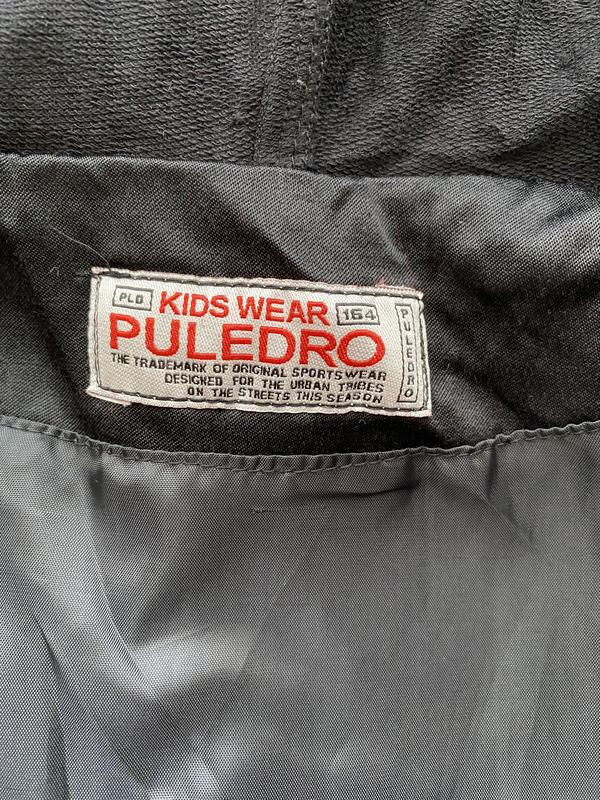 PLD KIDS WEAR 164
PULEDRO
THE TRADEMARK OF ORIGINAL SPORTSWEAR
DESIGNED FOR THE URBAN TRIBES
ON THE STREETS THIS SEASON
PULEDRO